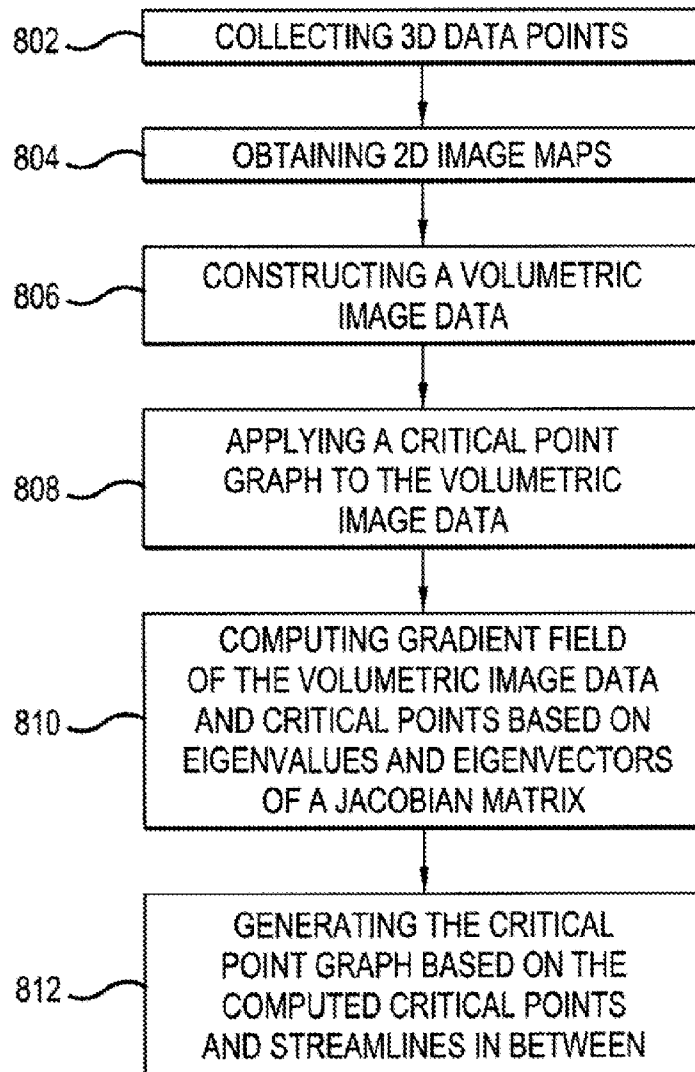 802
COLLECTING 3D DATA POINTS
804
OBTAINING 2D IMAGE MAPS
806
CONSTRUCTING A VOLUMETRIC
IMAGE DATA
808
APPLYING A CRITICAL POINT
GRAPH TO THE VOLUMETRIC
IMAGE DATA
810
COMPUTING GRADIENT FIELD
OF THE VOLUMETRIC IMAGE DATA
AND CRITICAL POINTS BASED ON
EIGENVALUES AND EIGENVECTORS
OF A JACOBIAN MATRIX
812
GENERATING THE CRITICAL
POINT GRAPH BASED ON THE
COMPUTED CRITICAL POINTS
AND STREAMLINES IN BETWEEN